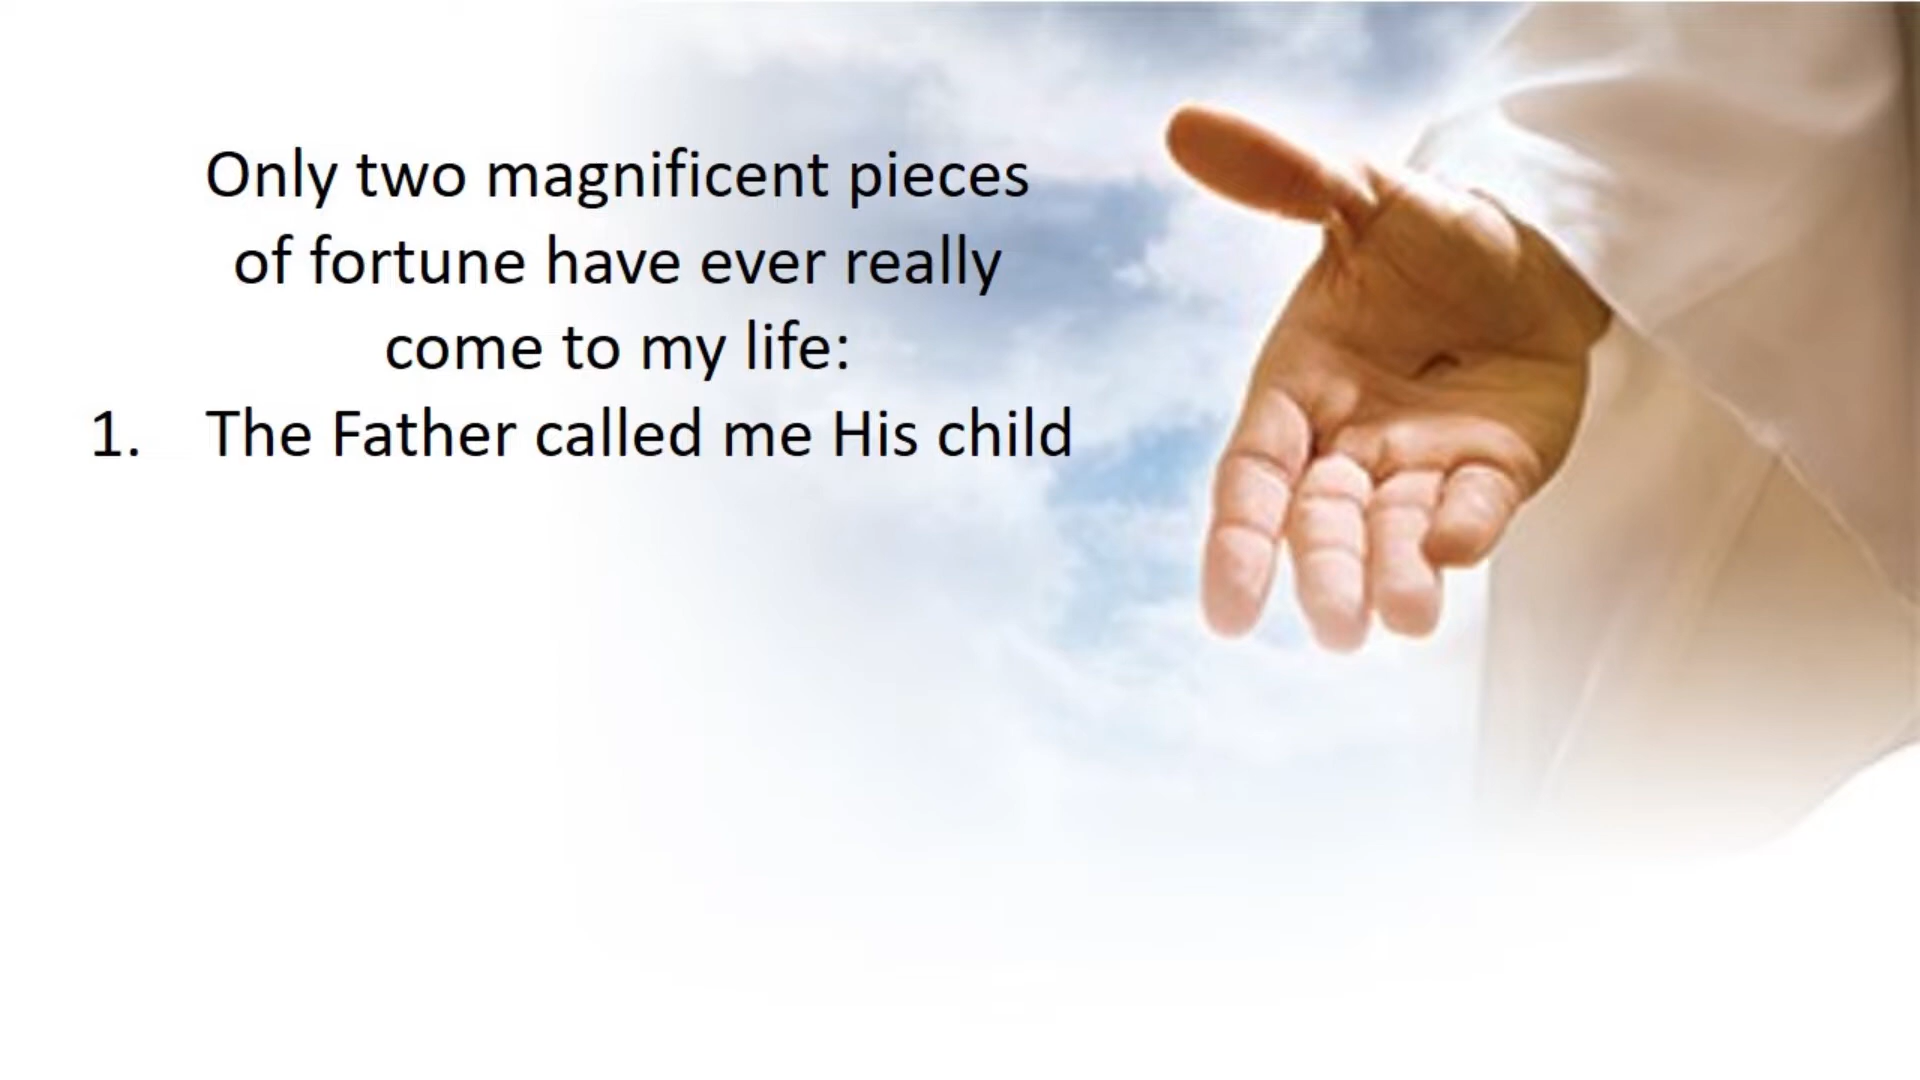 Only two magnificent pieces
of fortune have ever really
come to my life:
1. The Father called me His child